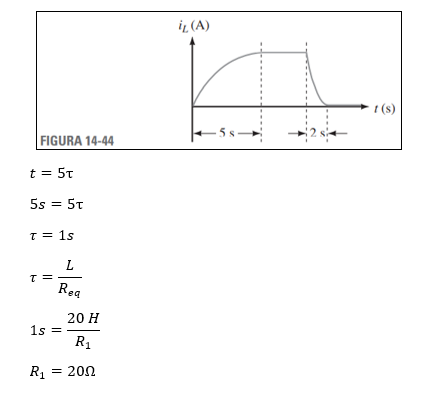 i_L (A)
t (s)
5 s
2 s
FIGURA 14-44
t = 5τ
5s = 5τ
τ = 1s
τ = L / R_eq
1s = 20 H / R_1
R_1 = 20Ω